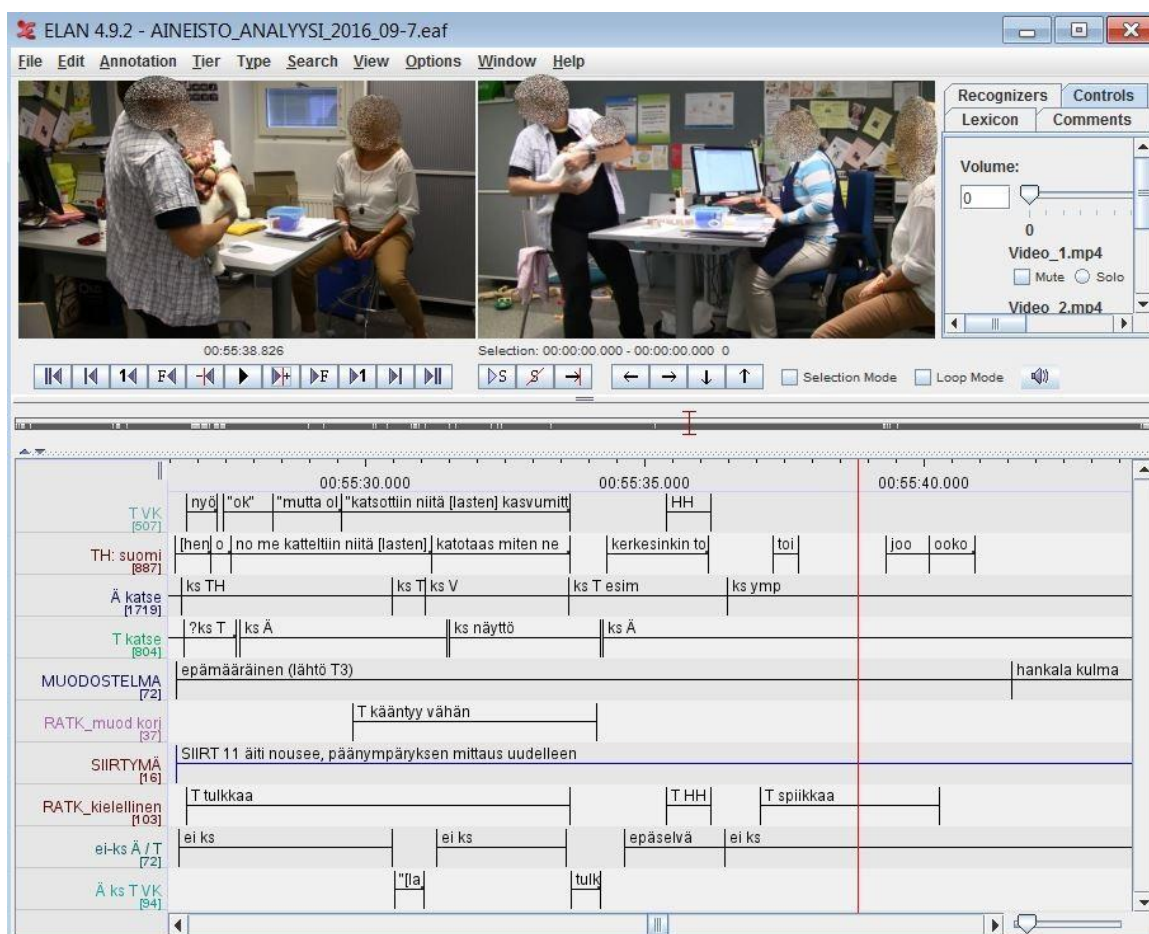 ELAN 4.9.2 - AINEISTO_ANALYYSI_2016_09-7.eaf
File Edit Annotation Tier Type Search View Options Window Help
Recognizers Controls
Lexicon Comments
Volume:
0
0
Video_1.mp4
Mute Solo
Video_2.mp4
00:55:38.826
Selection: 00:00:00.000 - 00:00:00.000 0
Selection Mode Loop Mode
00:55:30.000 00:55:35.000 00:55:40.000
T VK [507]
nyö "ok" "mutta ol "katsottiin niitä [lasten] kasvumitt HH
TH: suomi [887]
[hen o no me katteltiin niitä [lasten] katotaas miten ne kerkesinkin to toi joo ooko
Ä katse [1719]
ks TH ks T ks V ks T esim ks ymp
T katse [804]
?ks T ks Ä ks näyttö ks Ä
MUODOSTELMA [72]
epämääräinen (lähtö T3) hankala kulma
RATK_muod korj [37]
T kääntyy vähän
SIIRTYMÄ [16]
SIIRT 11 äiti nousee, päänympäryksen mittaus uudelleen
RATK_kielellinen [103]
T tulkkaa T HH T spiikkaa
ei-ks Ä / T [72]
ei ks ei ks epäselvä ei ks
Ä ks T VK [94]
"[la tulk